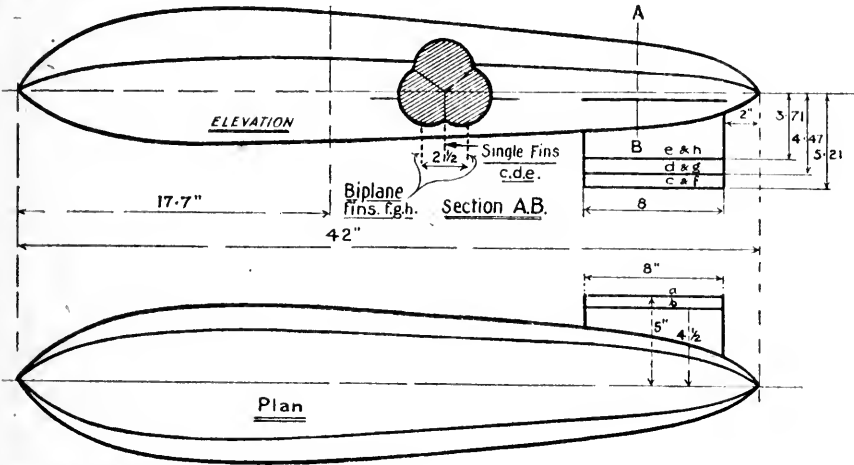 A
ELEVATION
2½
Single Fins
c.d.e.
Biplane
fins. f.g.h.
Section A.B.
17.7"
42"
B
e & h
d & g
c & f
8
2"
3.71
4.47
5.21
8"
a
b
5"
4½
Plan